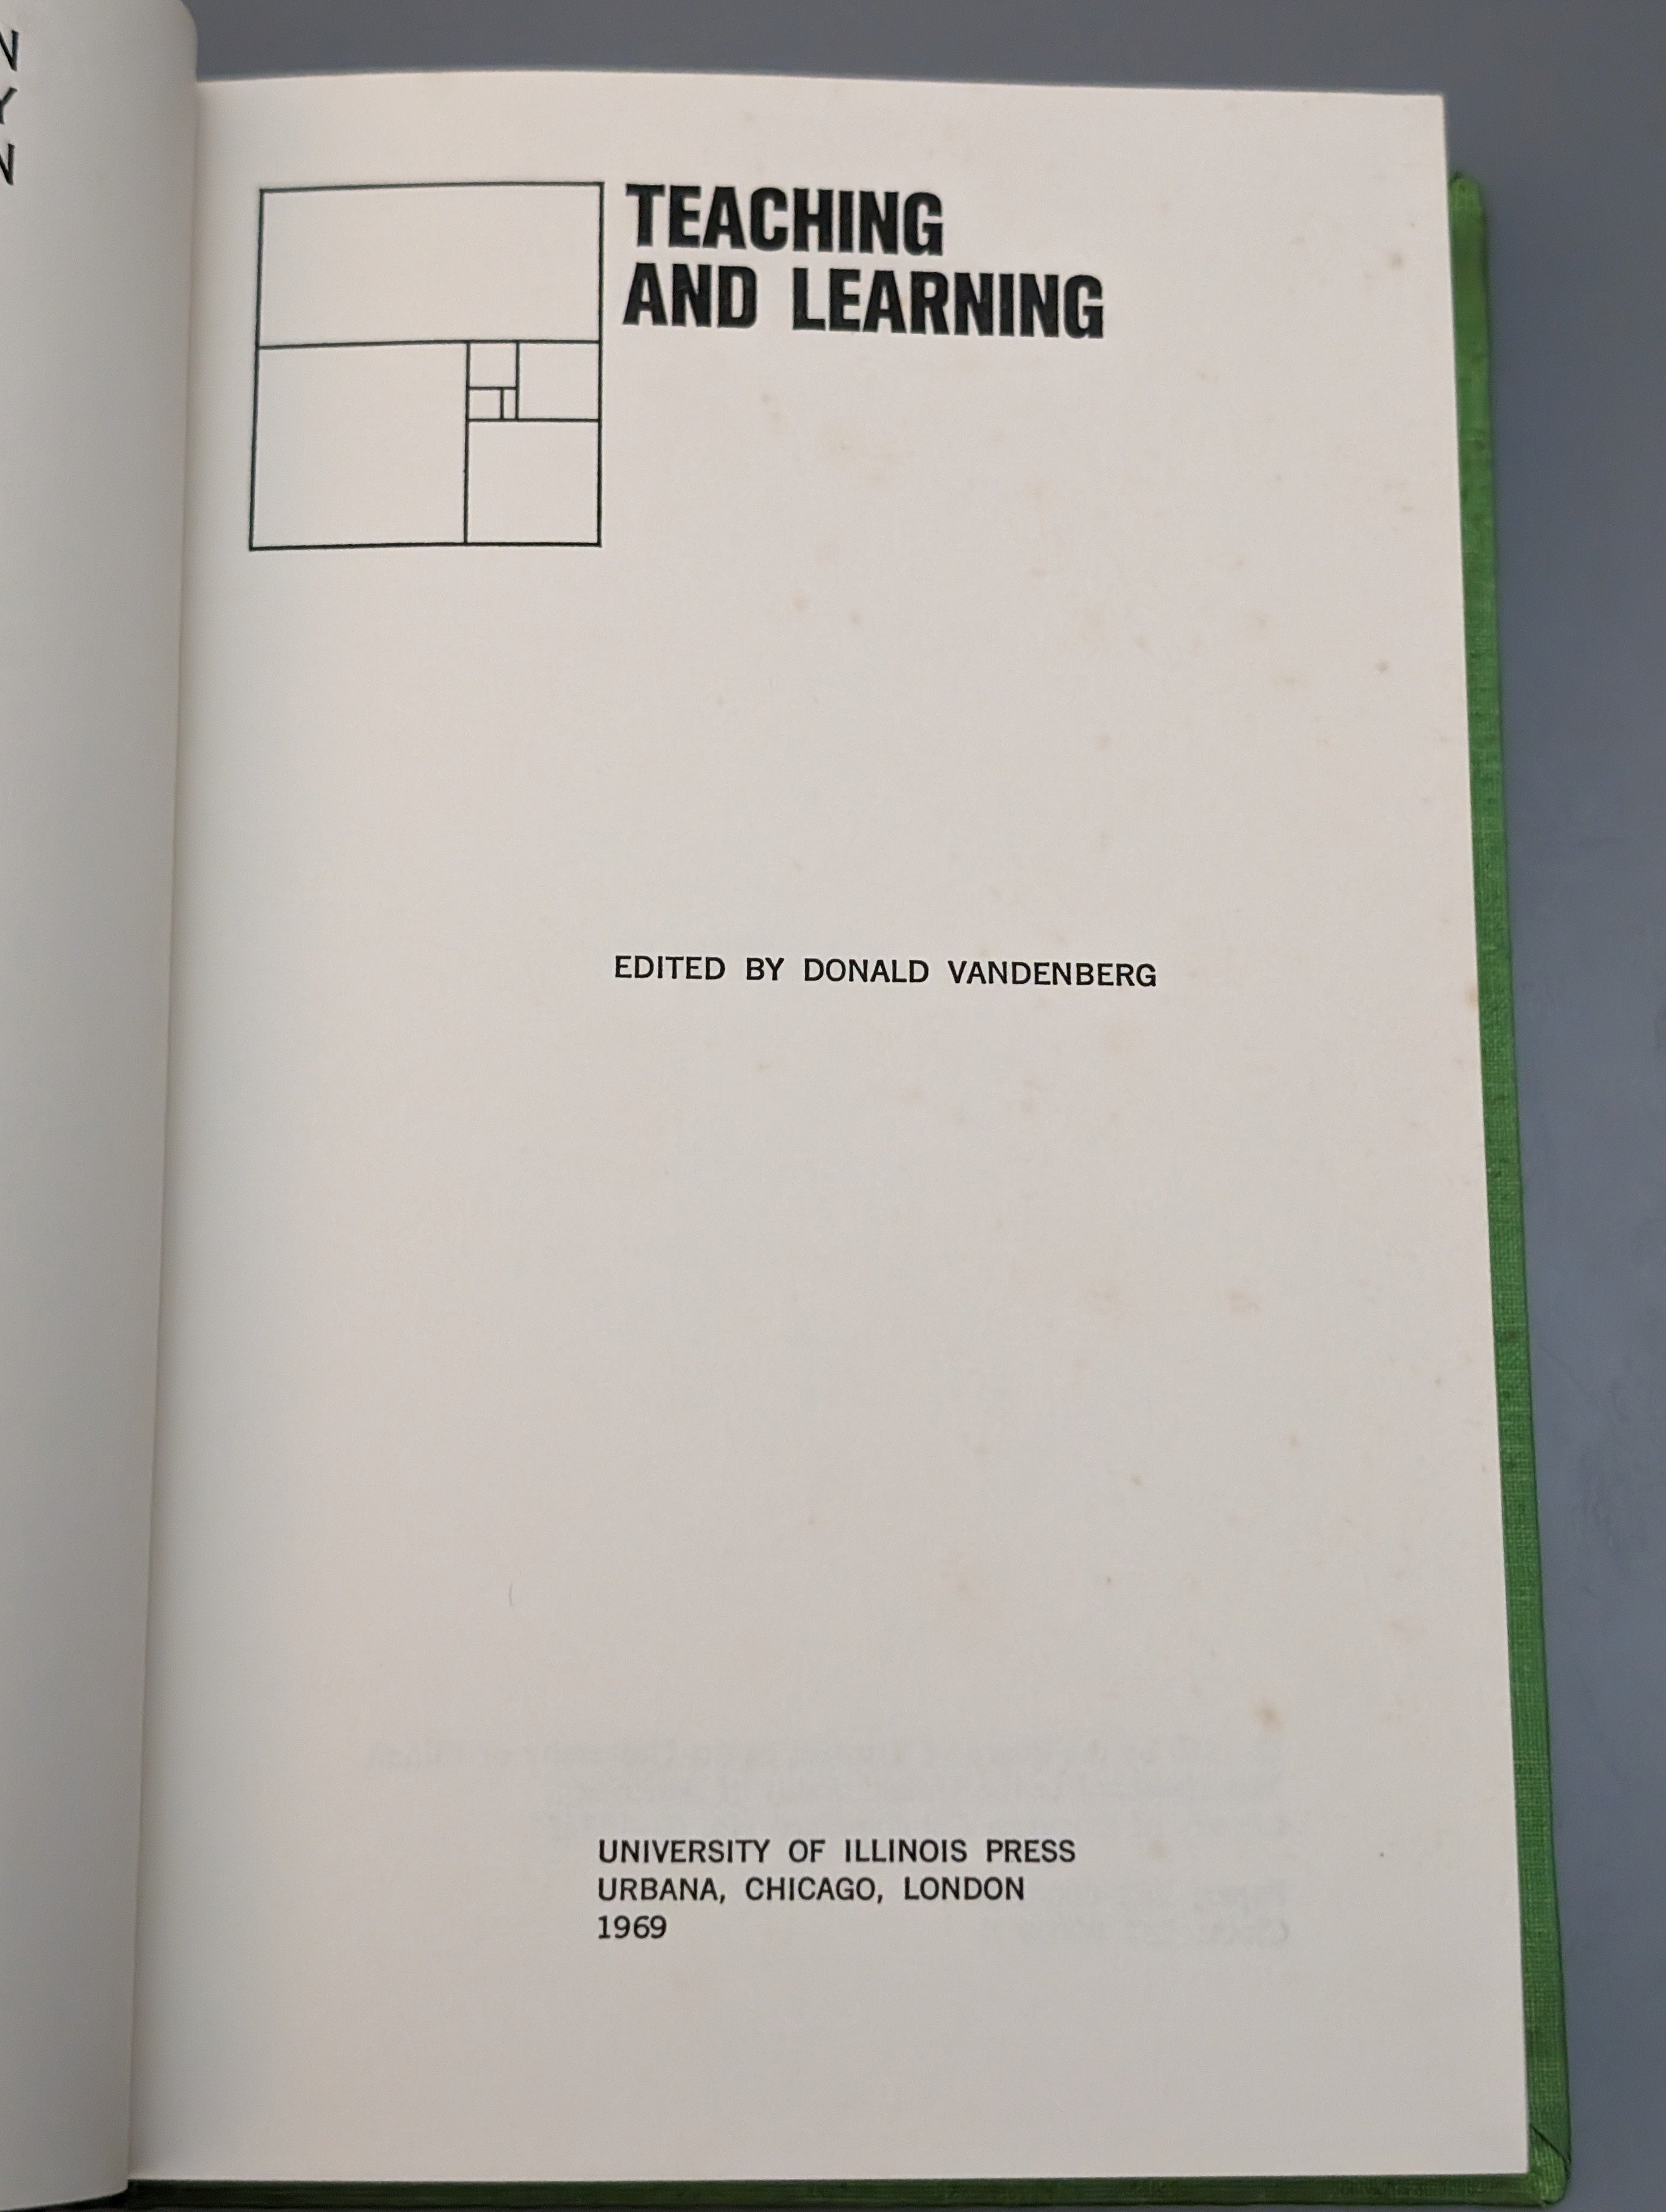 N
Y
N
TEACHING
AND LEARNING
EDITED BY DONALD VANDENBERG
UNIVERSITY OF ILLINOIS PRESS
URBANA, CHICAGO, LONDON
1969